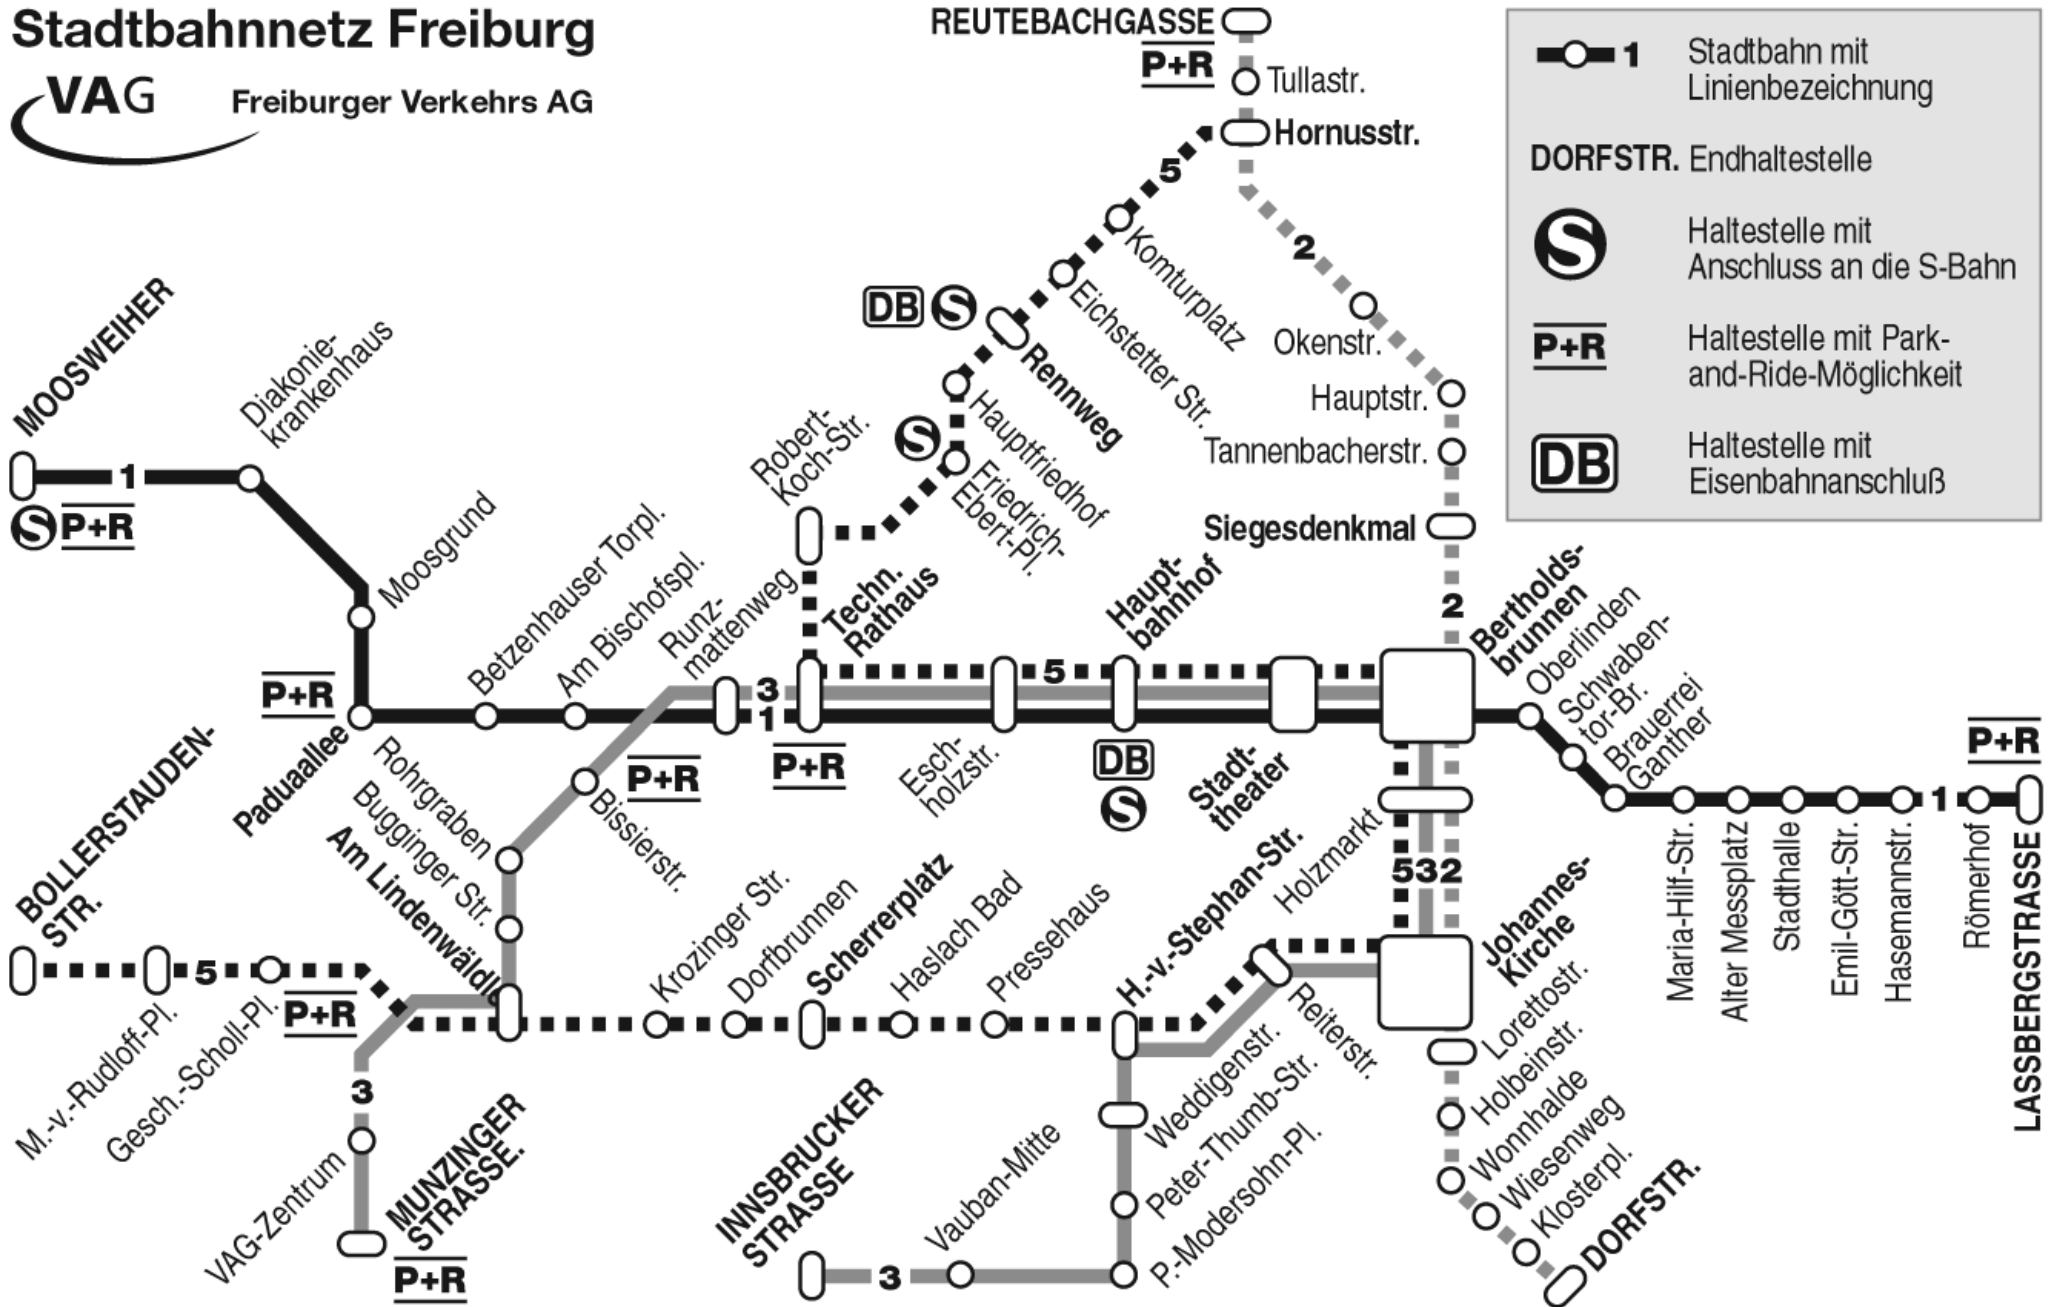 Stadtbahnnetz Freiburg
VAG
Freiburger Verkehrs AG
REUTEBACHGASSE
P+R
Tullastr.
Hornusstr.
5
Komturplatz
2
Eichstetter Str.
DB S
Rennweg
Okenstr.
Hauptstr.
Hauptfriedhof
S
Tannenbacherstr.
Friedrich-
Ebert-Pl.
Robert-
Koch-Str.
Siegesdenkmal
2
1
Stadtbahn mit
Linienbezeichnung
DORFSTR.
Endhaltestelle
S
Haltestelle mit
Anschluss an die S-Bahn
P+R
Haltestelle mit Park-
and-Ride-Möglichkeit
DB
Haltestelle mit
Eisenbahnanschluß
MOOSWEIHER
1
S P+R
Diakonie-
krankenhaus
Moosgrund
P+R
Paduaallee
Betzenhauser Torpl.
Am Bischofspl.
Runz-
mattenweg
3
1
Techn.
Rathaus
P+R
5
Esch-
holzstr.
Haupt-
bahnhof
DB
S
Stadt-
theater
Bertholds-
brunnen
Oberlinden
Schwaben-
tor-Br.
Brauerrei
Ganther
Maria-Hilf-Str.
Alter Messplatz
Stadthalle
Emil-Gött-Str.
Hasemannstr.
1
Römerhof
P+R
LASSBERGSTRASSE
P+R
Bissierstr.
Rohrgraben
Bugginger Str.
Am Lindenwäldle
BOLLERSTAUDEN-
STR.
5
M.-v.-Rudloff-Pl.
Gesch.-Scholl-Pl.
P+R
3
VAG-Zentrum
MUNZINGER
STRASSE.
P+R
Krozinger Str.
Dorfbrunnen
Scherrerplatz
Haslach Bad
Pressehaus
H.-v.-Stephan-Str.
Holzmarkt
5 3 2
Johannes-
Kirche
Reiterstr.
Weddigenstr.
Peter-Thumb-Str.
P.-Modersohn-Pl.
Vauban-Mitte
3
INNSBRUCKER
STRASSE
Lorettostr.
Holbeinstr.
Wonnhalde
Wiesenweg
Klosterpl.
DORFSTR.